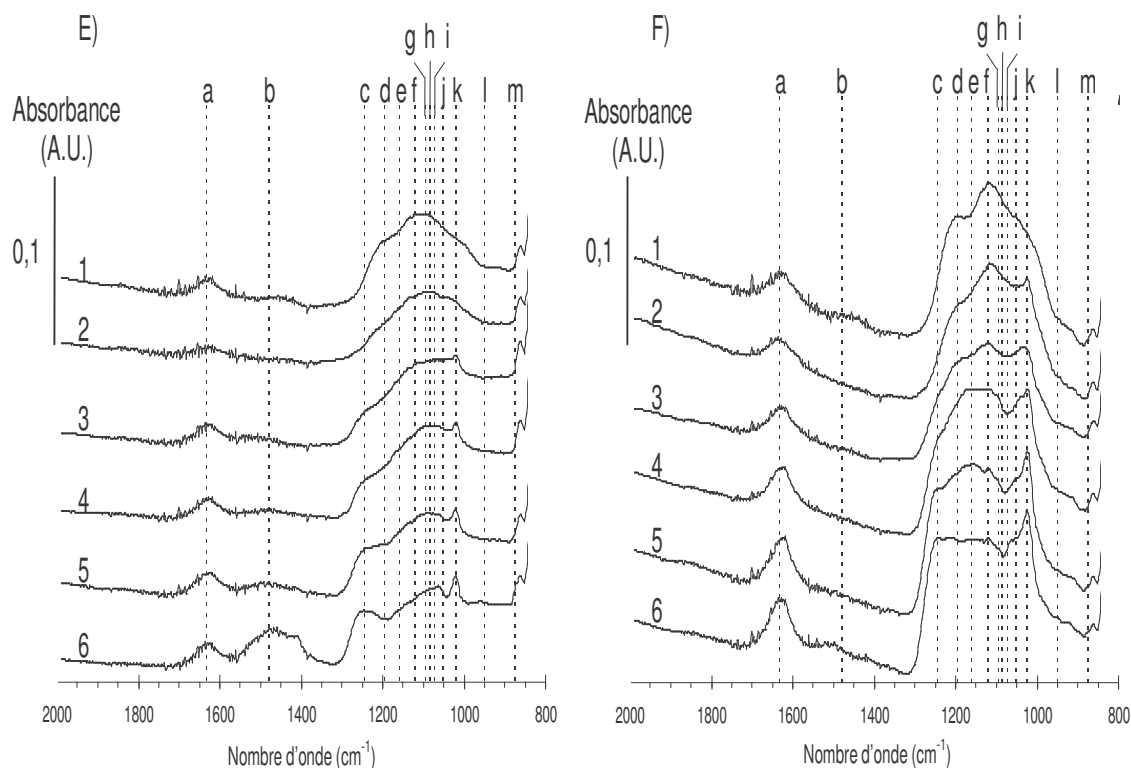 E)
g h i
a b c d e f j k l m
Absorbance
(A.U.)
0,1
1
2
3
4
5
6
2000 1800 1600 1400 1200 1000 800
Nombre d'onde (cm-1)
F)
g h i
a b c d e f j k l m
Absorbance
(A.U.)
0,1
1
2
3
4
5
6
2000 1800 1600 1400 1200 1000 800
Nombre d'onde (cm-1)